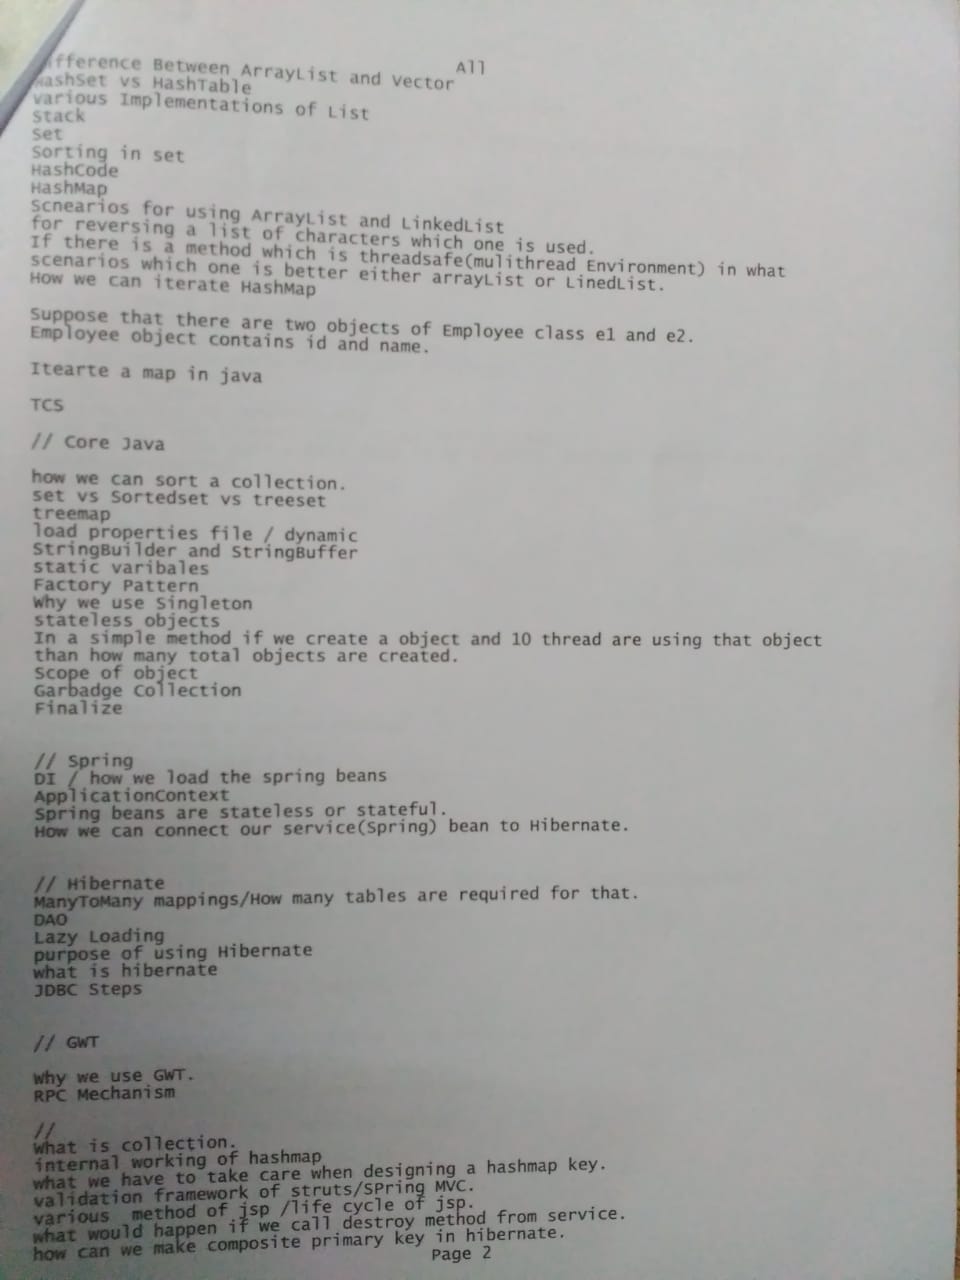 All
ifference Between ArrayList and Vector
HashSet vs HashTable
various Implementations of List
Stack
Set
Sorting in set
HashCode
HashMap
Scnearios for using ArrayList and LinkedList
for reversing a list of characters which one is used.
If there is a method which is threadsafe(mulithread Environment) in what
scenarios which one is better either arrayList or LinedList.
How we can iterate HashMap
Suppose that there are two objects of Employee class e1 and e2.
Employee object contains id and name.
Itearte a map in java
TCS
// Core Java
how we can sort a collection.
set vs Sortedset vs treeset
treemap
load properties file / dynamic
StringBuilder and StringBuffer
static varibales
Factory Pattern
Why we use Singleton
stateless objects
In a simple method if we create a object and 10 thread are using that object
than how many total objects are created.
Scope of object
Garbadge Collection
Finalize
// Spring
DI / how we load the spring beans
ApplicationContext
Spring beans are stateless or stateful.
How we can connect our service(Spring) bean to Hibernate.
// Hibernate
ManyToMany mappings/How many tables are required for that.
DAO
Lazy Loading
purpose of using Hibernate
what is hibernate
JDBC Steps
// GWT
Why we use GWT.
RPC Mechanism
//
What is collection.
internal working of hashmap
what we have to take care when designing a hashmap key.
validation framework of struts/SPring MVC.
various method of jsp /life cycle of jsp.
what would happen if we call destroy method from service.
how can we make composite primary key in hibernate.
Page 2